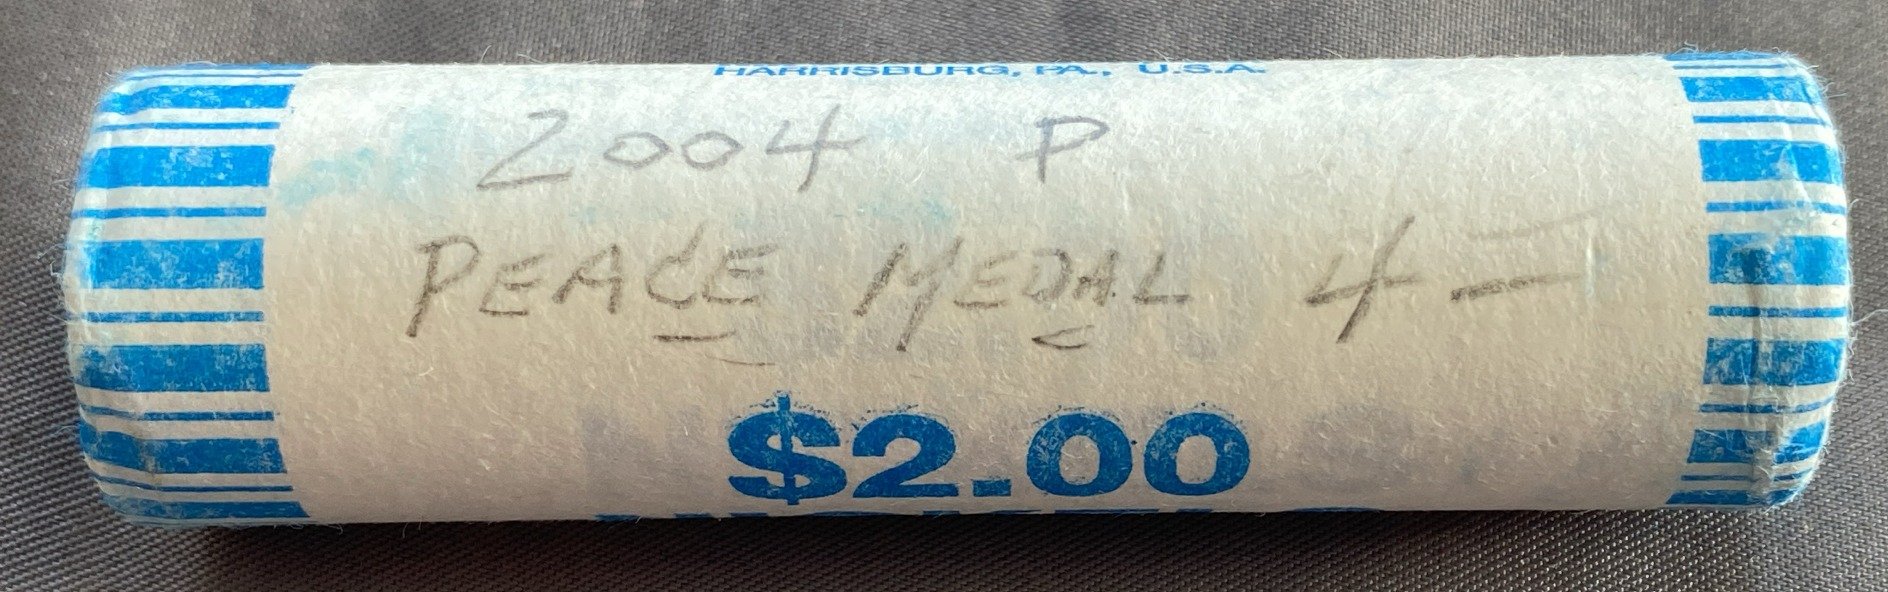 HARRISBURG, PA., U.S.A.
2004 P
PEACE MEDAL 4 –
$2.00